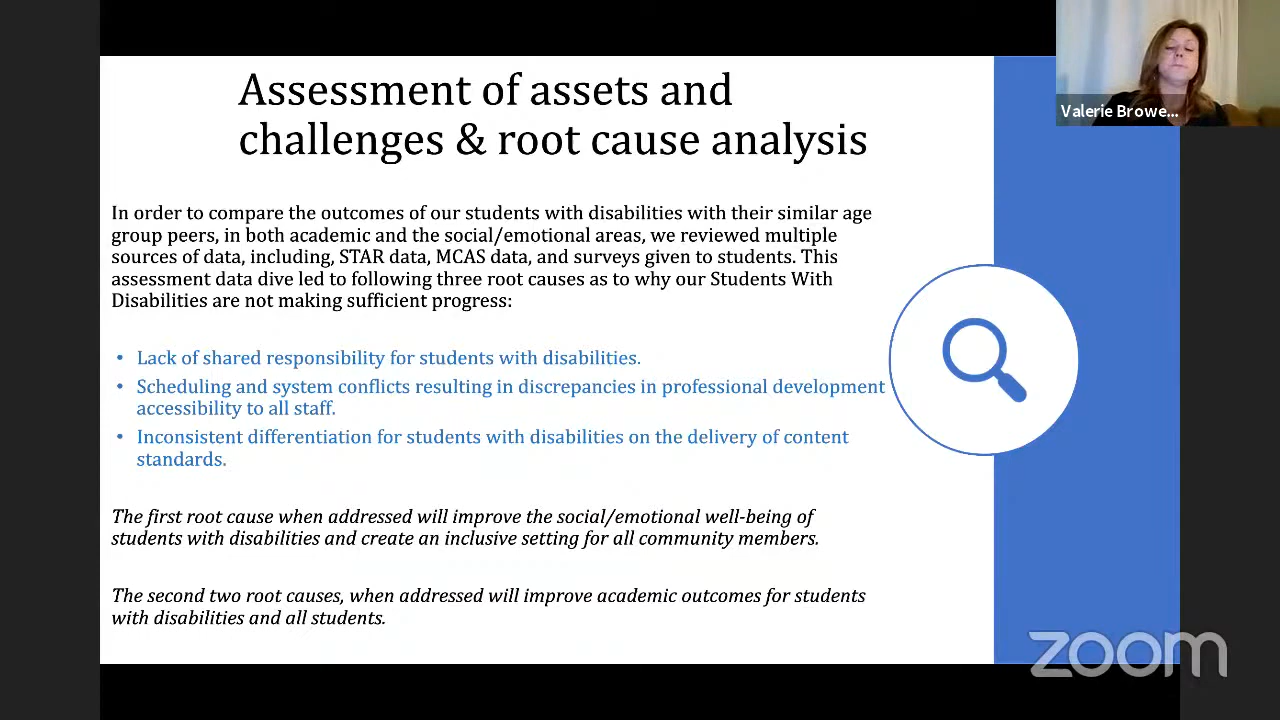 Assessment of assets and
challenges & root cause analysis
Valerie Browe...
In order to compare the outcomes of our students with disabilities with their similar age
group peers, in both academic and the social/emotional areas, we reviewed multiple
sources of data, including, STAR data, MCAS data, and surveys given to students. This
assessment data dive led to following three root causes as to why our Students With
Disabilities are not making sufficient progress:
• Lack of shared responsibility for students with disabilities.
• Scheduling and system conflicts resulting in discrepancies in professional development
accessibility to all staff.
• Inconsistent differentiation for students with disabilities on the delivery of content
standards.
The first root cause when addressed will improve the social/emotional well-being of
students with disabilities and create an inclusive setting for all community members.
The second two root causes, when addressed will improve academic outcomes for students
with disabilities and all students.
zoom